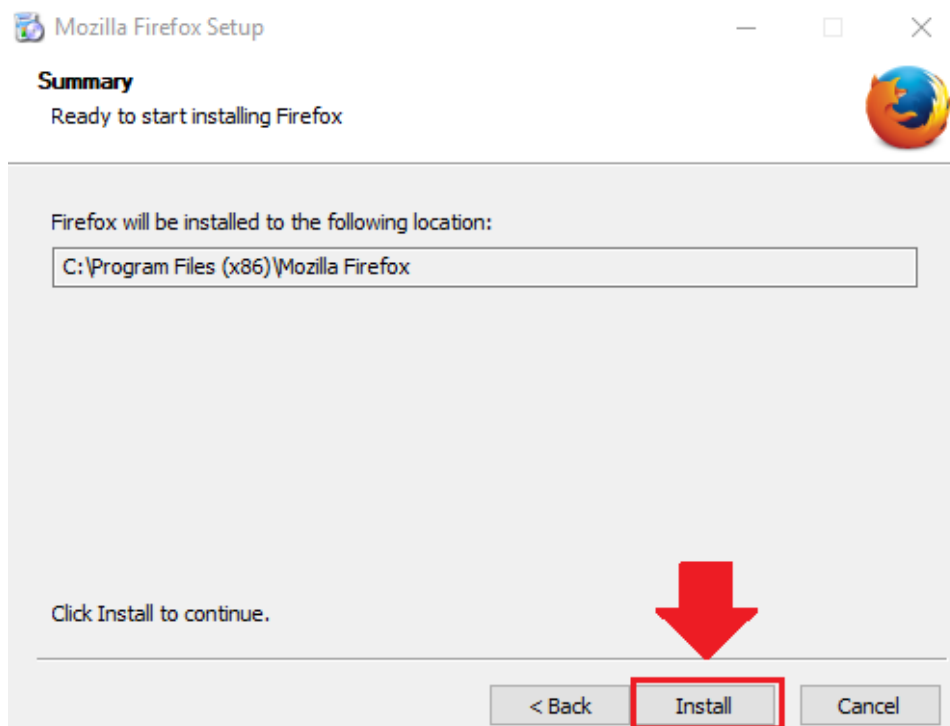 Mozilla Firefox Setup
Summary
Ready to start installing Firefox
Firefox will be installed to the following location:
C:\Program Files (x86)\Mozilla Firefox
Click Install to continue.
< Back Install Cancel